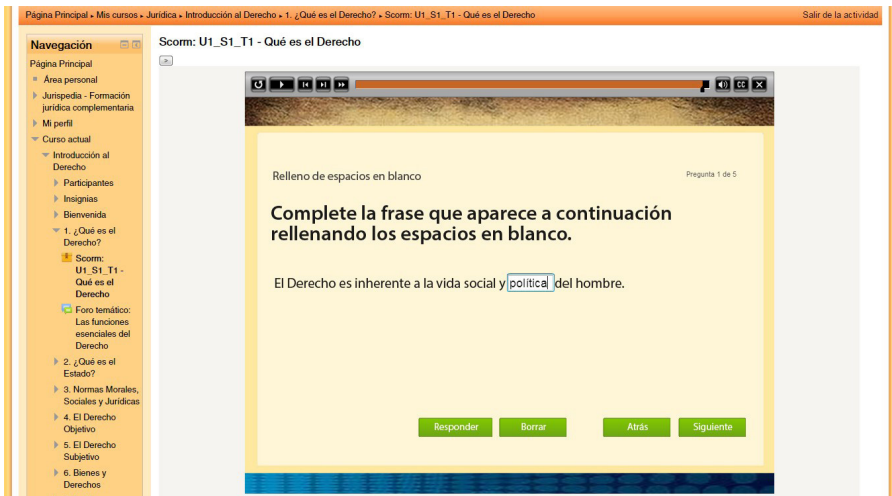 Página Principal ▸ Mis cursos ▸ Jurídica ▸ Introducción al Derecho ▸ 1. ¿Qué es el Derecho? ▸ Scorm: U1_S1_T1 - Qué es el Derecho
Salir de la actividad
Navegación
Página Principal
Área personal
Jurispedia - Formación
jurídica complementaria
Mi perfil
Curso actual
Introducción al
Derecho
Participantes
Insignias
Bienvenida
1. ¿Qué es el
Derecho?
Scorm:
U1_S1_T1 -
Qué es el
Derecho
Foro temático:
Las funciones
esenciales del
Derecho
2. ¿Qué es el
Estado?
3. Normas Morales,
Sociales y Jurídicas
4. El Derecho
Objetivo
5. El Derecho
Subjetivo
6. Bienes y
Derechos
Scorm: U1_S1_T1 - Qué es el Derecho
>
CC
Relleno de espacios en blanco
Pregunta 1 de 5
Complete la frase que aparece a continuación
rellenando los espacios en blanco.
El Derecho es inherente a la vida social y política del hombre.
Responder
Borrar
Atrás
Siguiente